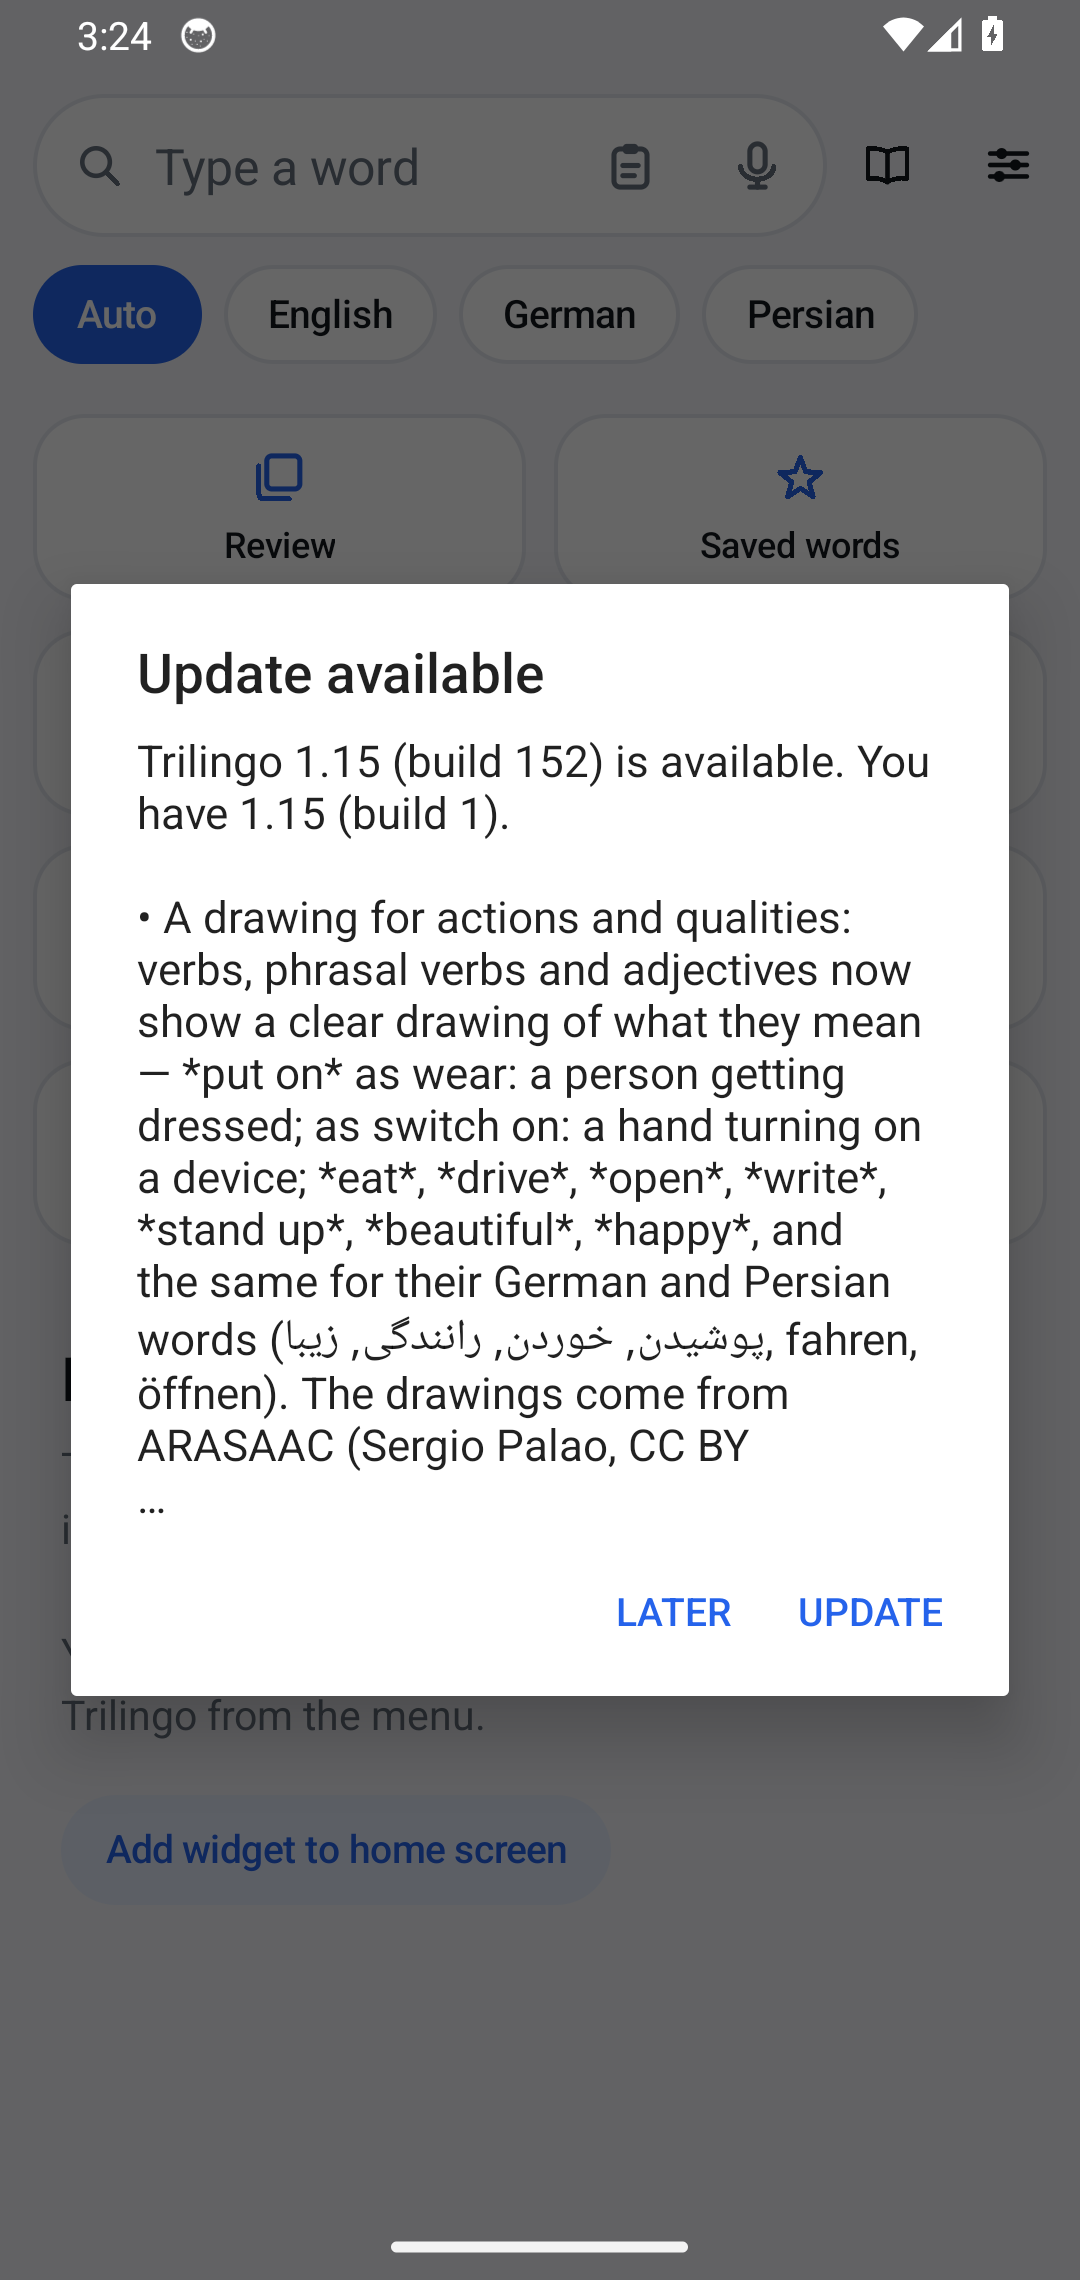 3:24
Type a word
Auto
English
German
Persian
Review
Saved words
Update available
Trilingo 1.15 (build 152) is available. You
have 1.15 (build 1).
• A drawing for actions and qualities:
verbs, phrasal verbs and adjectives now
show a clear drawing of what they mean
— *put on* as wear: a person getting
dressed; as switch on: a hand turning on
a device; *eat*, *drive*, *open*, *write*,
*stand up*, *beautiful*, *happy*, and
the same for their German and Persian
words (پوشیدن, خوردن, رانندگی, زیبا, fahren,
öffnen). The drawings come from
ARASAAC (Sergio Palao, CC BY
…
LATER
UPDATE
Trilingo from the menu.
Add widget to home screen